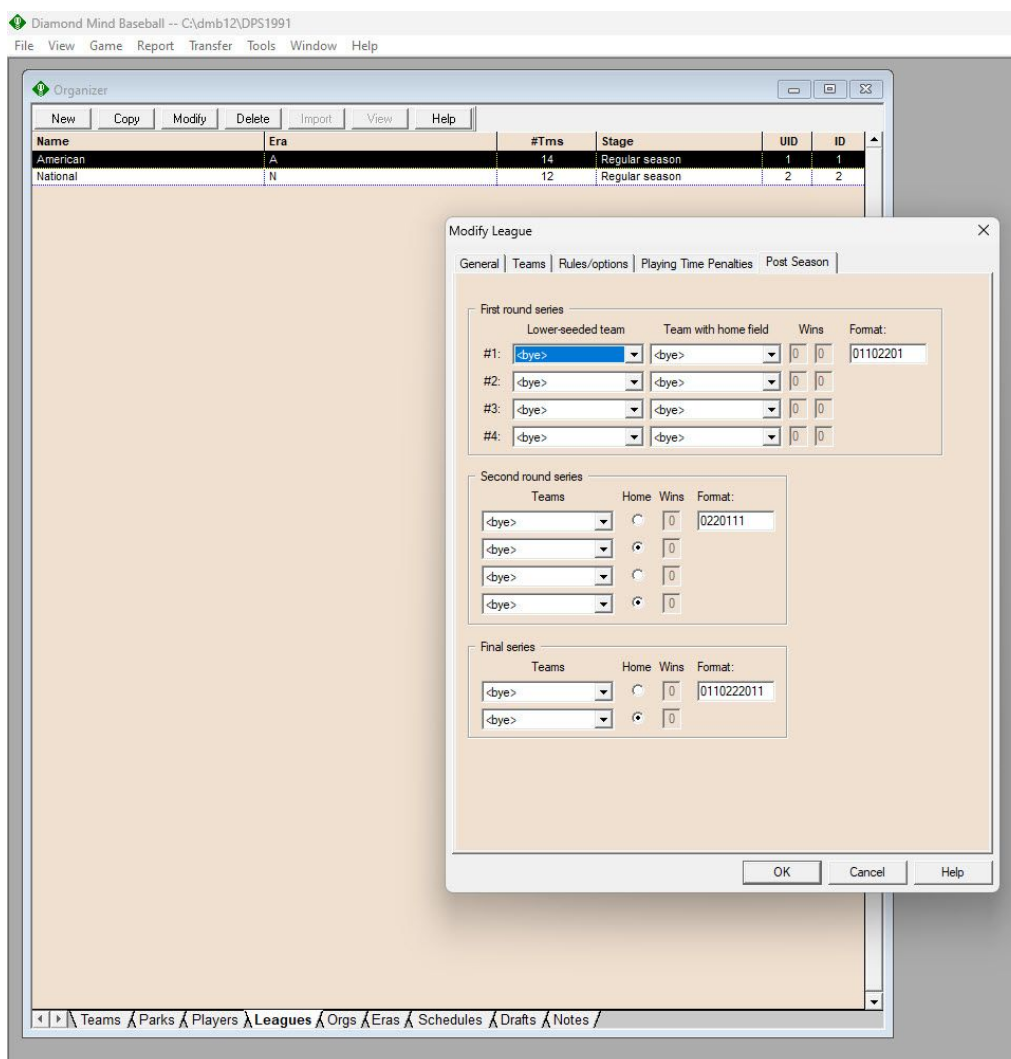 Diamond Mind Baseball -- C:\dmb12\DPS1991
File View Game Report Transfer Tools Window Help
Organizer
New Copy Modify Delete Import View Help
Name Era #Tms Stage UID ID
American A 14 Regular season 1 1
National N 12 Regular season 2 2
Modify League
General Teams Rules/options Playing Time Penalties Post Season
First round series
Lower-seeded team Team with home field Wins Format:
#1: <bye> <bye> 0 0 01102201
#2: <bye> <bye> 0 0
#3: <bye> <bye> 0 0
#4: <bye> <bye> 0 0
Second round series
Teams Home Wins Format:
<bye> 0 0220111
<bye> 0
<bye> 0
<bye> 0
Final series
Teams Home Wins Format:
<bye> 0 0110222011
<bye> 0
OK Cancel Help
Teams Parks Players Leagues Orgs Eras Schedules Drafts Notes